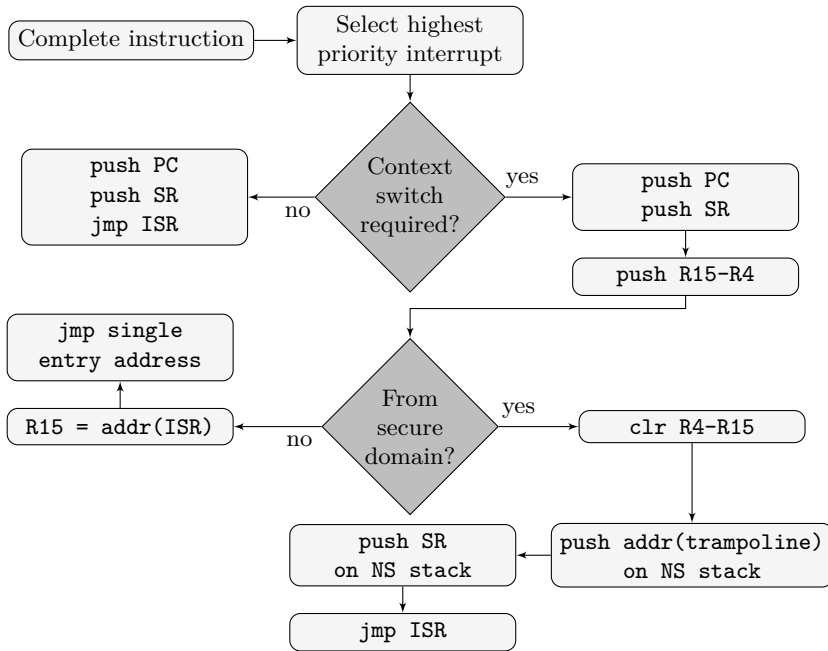 Complete instruction
Select highest
priority interrupt
Context
switch
required?
no
yes
push PC
push SR
jmp ISR
push PC
push SR
push R15-R4
From
secure
domain?
no
yes
R15 = addr(ISR)
jmp single
entry address
clr R4-R15
push addr(trampoline)
on NS stack
push SR
on NS stack
jmp ISR